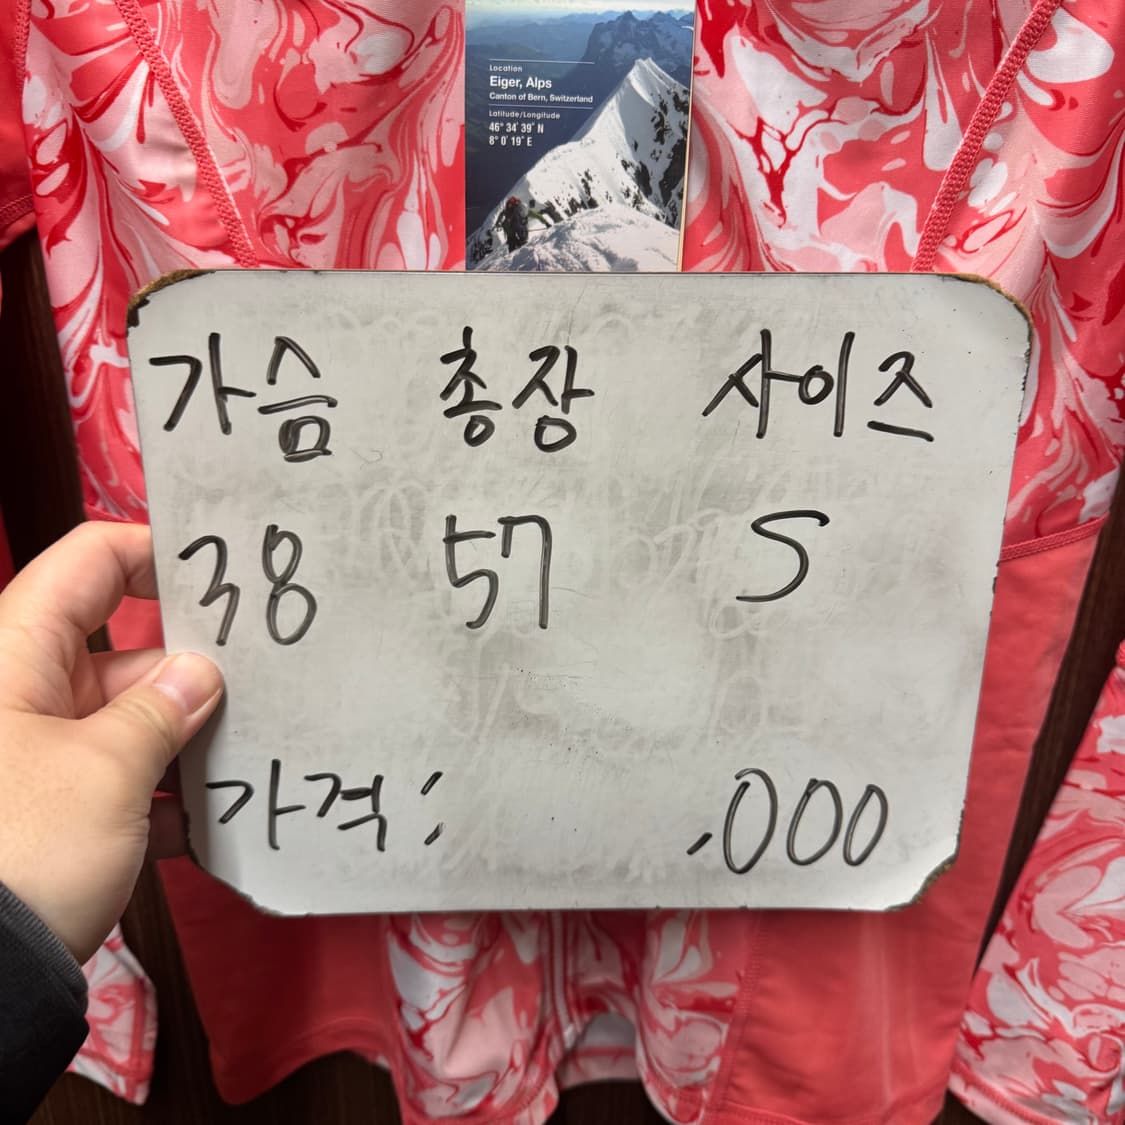 Location
Eiger, Alps
Canton of Bern, Switzerland
Latitude/Longitude
46° 34' 39" N
8° 0' 19" E
가슴 총장 사이즈
38 57 S
가격: ,000